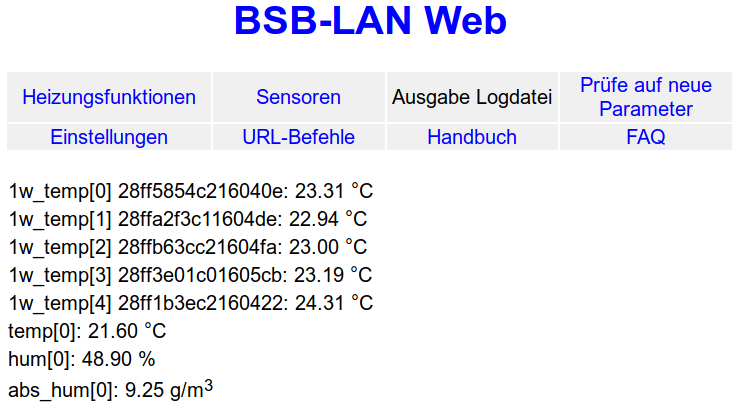 BSB-LAN Web
Heizungsfunktionen Sensoren Ausgabe Logdatei Prüfe auf neue
Parameter
Einstellungen URL-Befehle Handbuch FAQ
1w_temp[0] 28ff5854c216040e: 23.31 °C
1w_temp[1] 28ffa2f3c11604de: 22.94 °C
1w_temp[2] 28ffb63cc21604fa: 23.00 °C
1w_temp[3] 28ff3e01c01605cb: 23.19 °C
1w_temp[4] 28ff1b3ec2160422: 24.31 °C
temp[0]: 21.60 °C
hum[0]: 48.90 %
abs_hum[0]: 9.25 g/m³